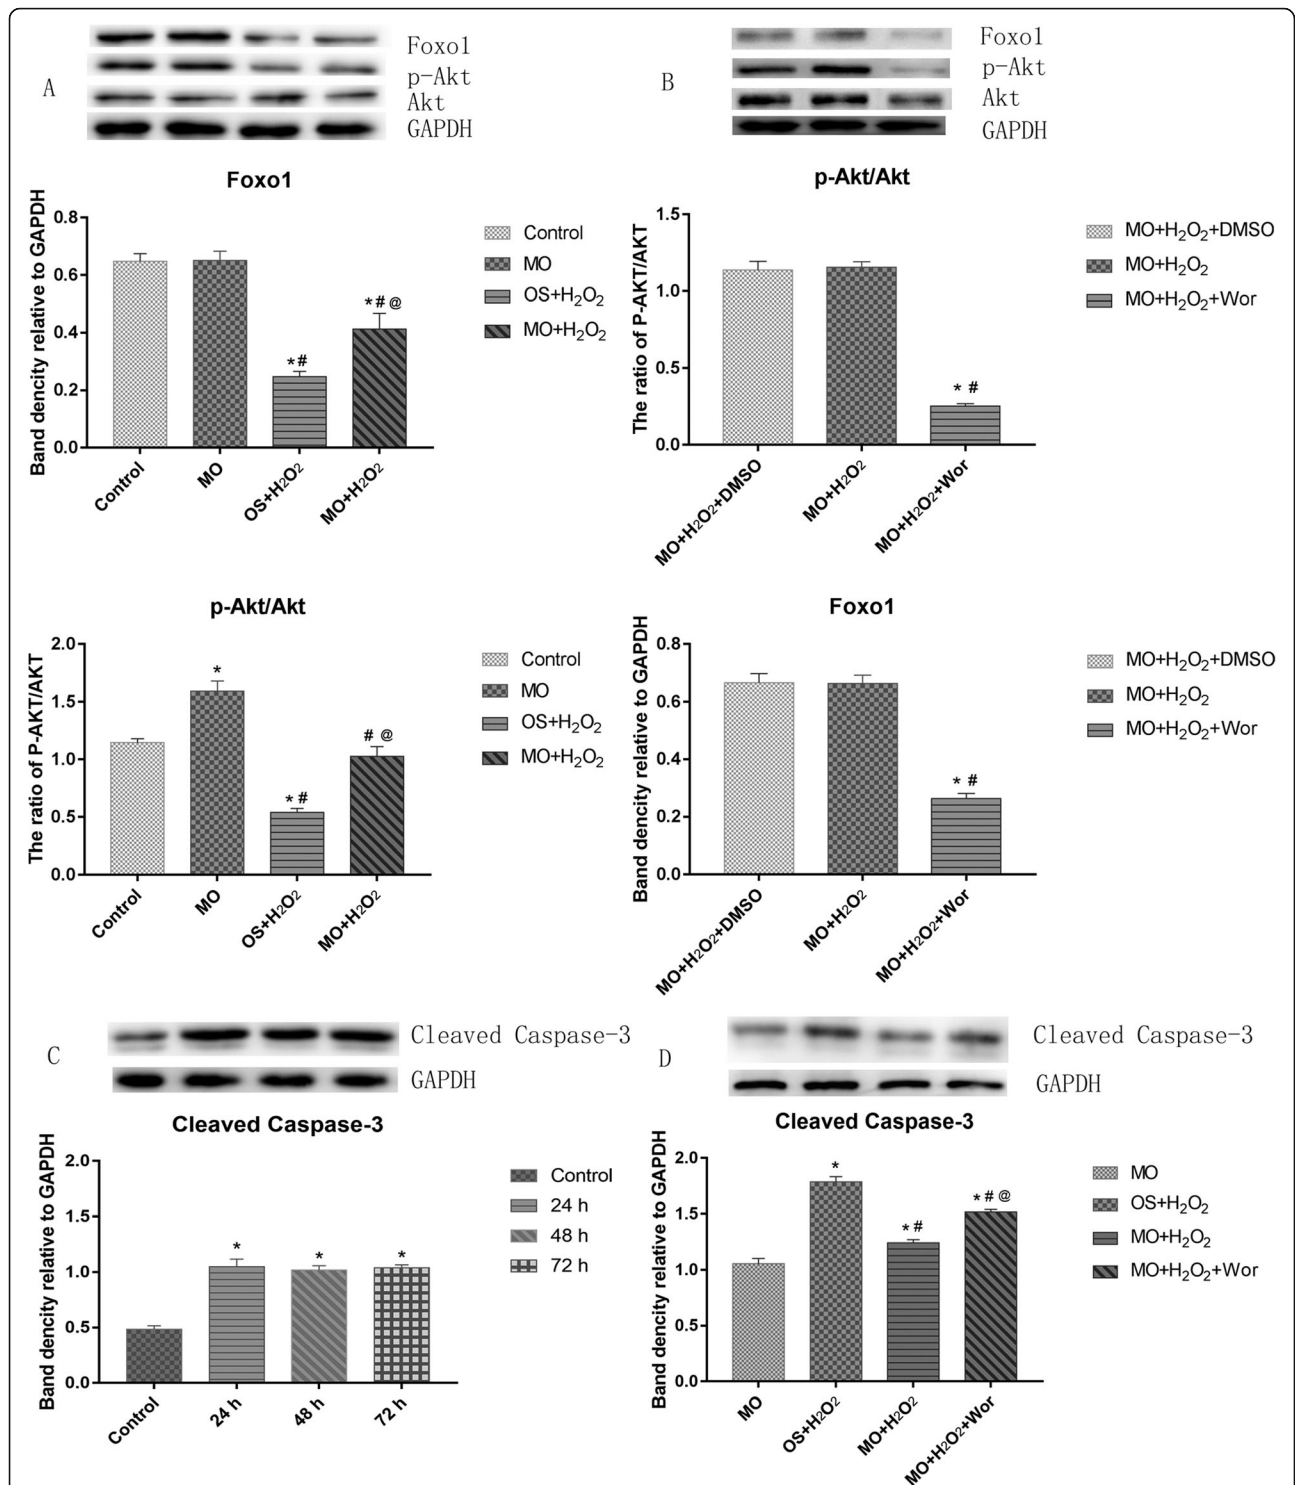 A
Foxo1
p-Akt
Akt
GAPDH
Foxo1
Band dencity relative to GAPDH
0.8
0.6
0.4
0.2
0.0
*#
*# @
Control
MO
OS+H2O2
MO+H2O2
Control
MO
OS+H2O2
MO+H2O2
B
Foxo1
p-Akt
Akt
GAPDH
p-Akt/Akt
The ratio of P-AKT/AKT
1.5
1.0
0.5
0.0
* #
MO+H2O2+DMSO
MO+H2O2
MO+H2O2+Wor
MO+H2O2+DMSO
MO+H2O2
MO+H2O2+Wor
p-Akt/Akt
The ratio of P-AKT/AKT
2.0
1.5
1.0
0.5
0.0
*
* #
# @
Control
MO
OS+H2O2
MO+H2O2
Control
MO
OS+H2O2
MO+H2O2
Foxo1
Band dencity relative to GAPDH
0.8
0.6
0.4
0.2
0.0
* #
MO+H2O2+DMSO
MO+H2O2
MO+H2O2+Wor
MO+H2O2+DMSO
MO+H2O2
MO+H2O2+Wor
C
Cleaved Caspase-3
GAPDH
Cleaved Caspase-3
Band dencity relative to GAPDH
2.0
1.5
1.0
0.5
0.0
*
*
*
Control
24 h
48 h
72 h
Control
24 h
48 h
72 h
D
Cleaved Caspase-3
GAPDH
Cleaved Caspase-3
Band dencity relative to GAPDH
2.0
1.5
1.0
0.5
0.0
*
* #
* # @
MO
OS+H2O2
MO+H2O2
MO+H2O2+Wor
MO
OS+H2O2
MO+H2O2
MO+H2O2+Wor